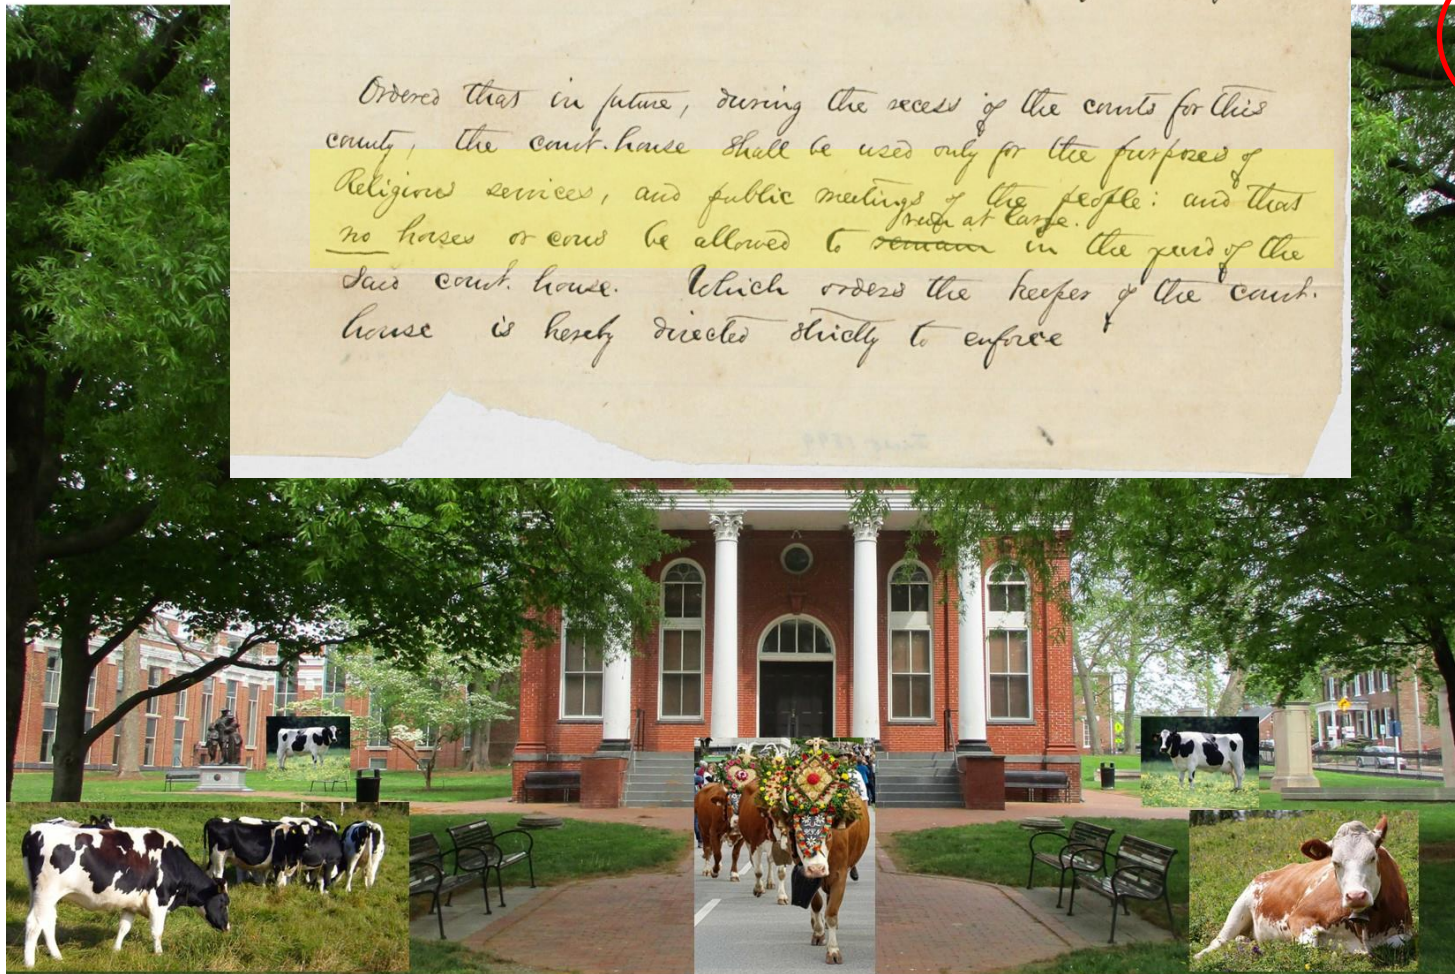 Ordered that in future, during the recess of the courts for this
county, the court-house shall be used only for the purposes of
Religious services, and public meetings of the people: and that
run at large.
no horses or cows be allowed to remain in the yard of the
said court-house. Which orders the keeper of the court-
house is hereby directed strictly to enforce